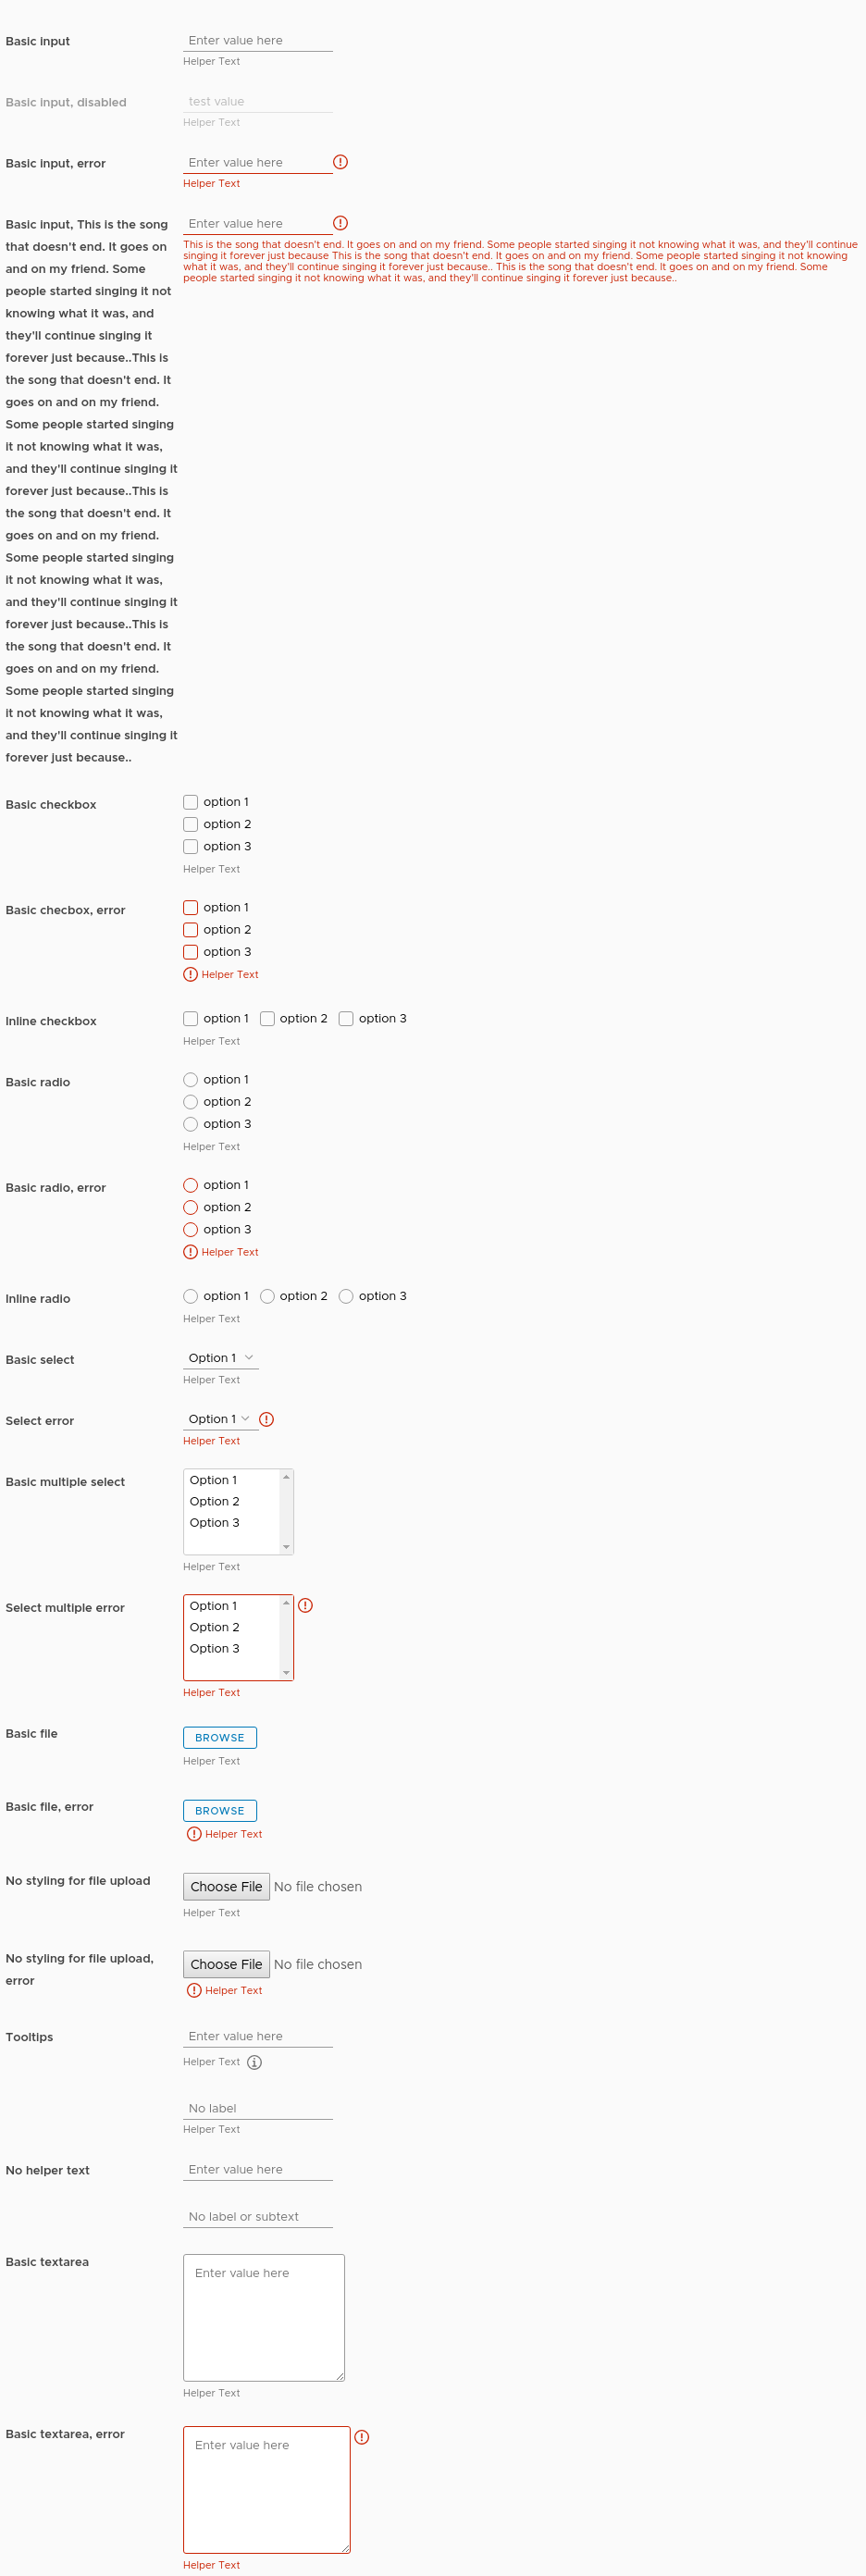 Basic input
Enter value here
Helper Text
Basic input, disabled
test value
Helper Text
Basic input, error
Enter value here
Helper Text
Basic input, This is the song
that doesn't end. It goes on
and on my friend. Some
people started singing it not
knowing what it was, and
they'll continue singing it
forever just because..This is
the song that doesn't end. It
goes on and on my friend.
Some people started singing
it not knowing what it was,
and they'll continue singing it
forever just because..This is
the song that doesn't end. It
goes on and on my friend.
Some people started singing
it not knowing what it was,
and they'll continue singing it
forever just because..This is
the song that doesn't end. It
goes on and on my friend.
Some people started singing
it not knowing what it was,
and they'll continue singing it
forever just because..
Enter value here
This is the song that doesn't end. It goes on and on my friend. Some people started singing it not knowing what it was, and they'll continue
singing it forever just because This is the song that doesn't end. It goes on and on my friend. Some people started singing it not knowing
what it was, and they'll continue singing it forever just because.. This is the song that doesn't end. It goes on and on my friend. Some
people started singing it not knowing what it was, and they'll continue singing it forever just because..
Basic checkbox
option 1
option 2
option 3
Helper Text
Basic checbox, error
option 1
option 2
option 3
Helper Text
Inline checkbox
option 1 option 2 option 3
Helper Text
Basic radio
option 1
option 2
option 3
Helper Text
Basic radio, error
option 1
option 2
option 3
Helper Text
Inline radio
option 1 option 2 option 3
Helper Text
Basic select
Option 1
Helper Text
Select error
Option 1
Helper Text
Basic multiple select
Option 1
Option 2
Option 3
Helper Text
Select multiple error
Option 1
Option 2
Option 3
Helper Text
Basic file
BROWSE
Helper Text
Basic file, error
BROWSE
Helper Text
No styling for file upload
Choose File No file chosen
Helper Text
No styling for file upload,
error
Choose File No file chosen
Helper Text
Tooltips
Enter value here
Helper Text
No label
Helper Text
No helper text
Enter value here
No label or subtext
Basic textarea
Enter value here
Helper Text
Basic textarea, error
Enter value here
Helper Text